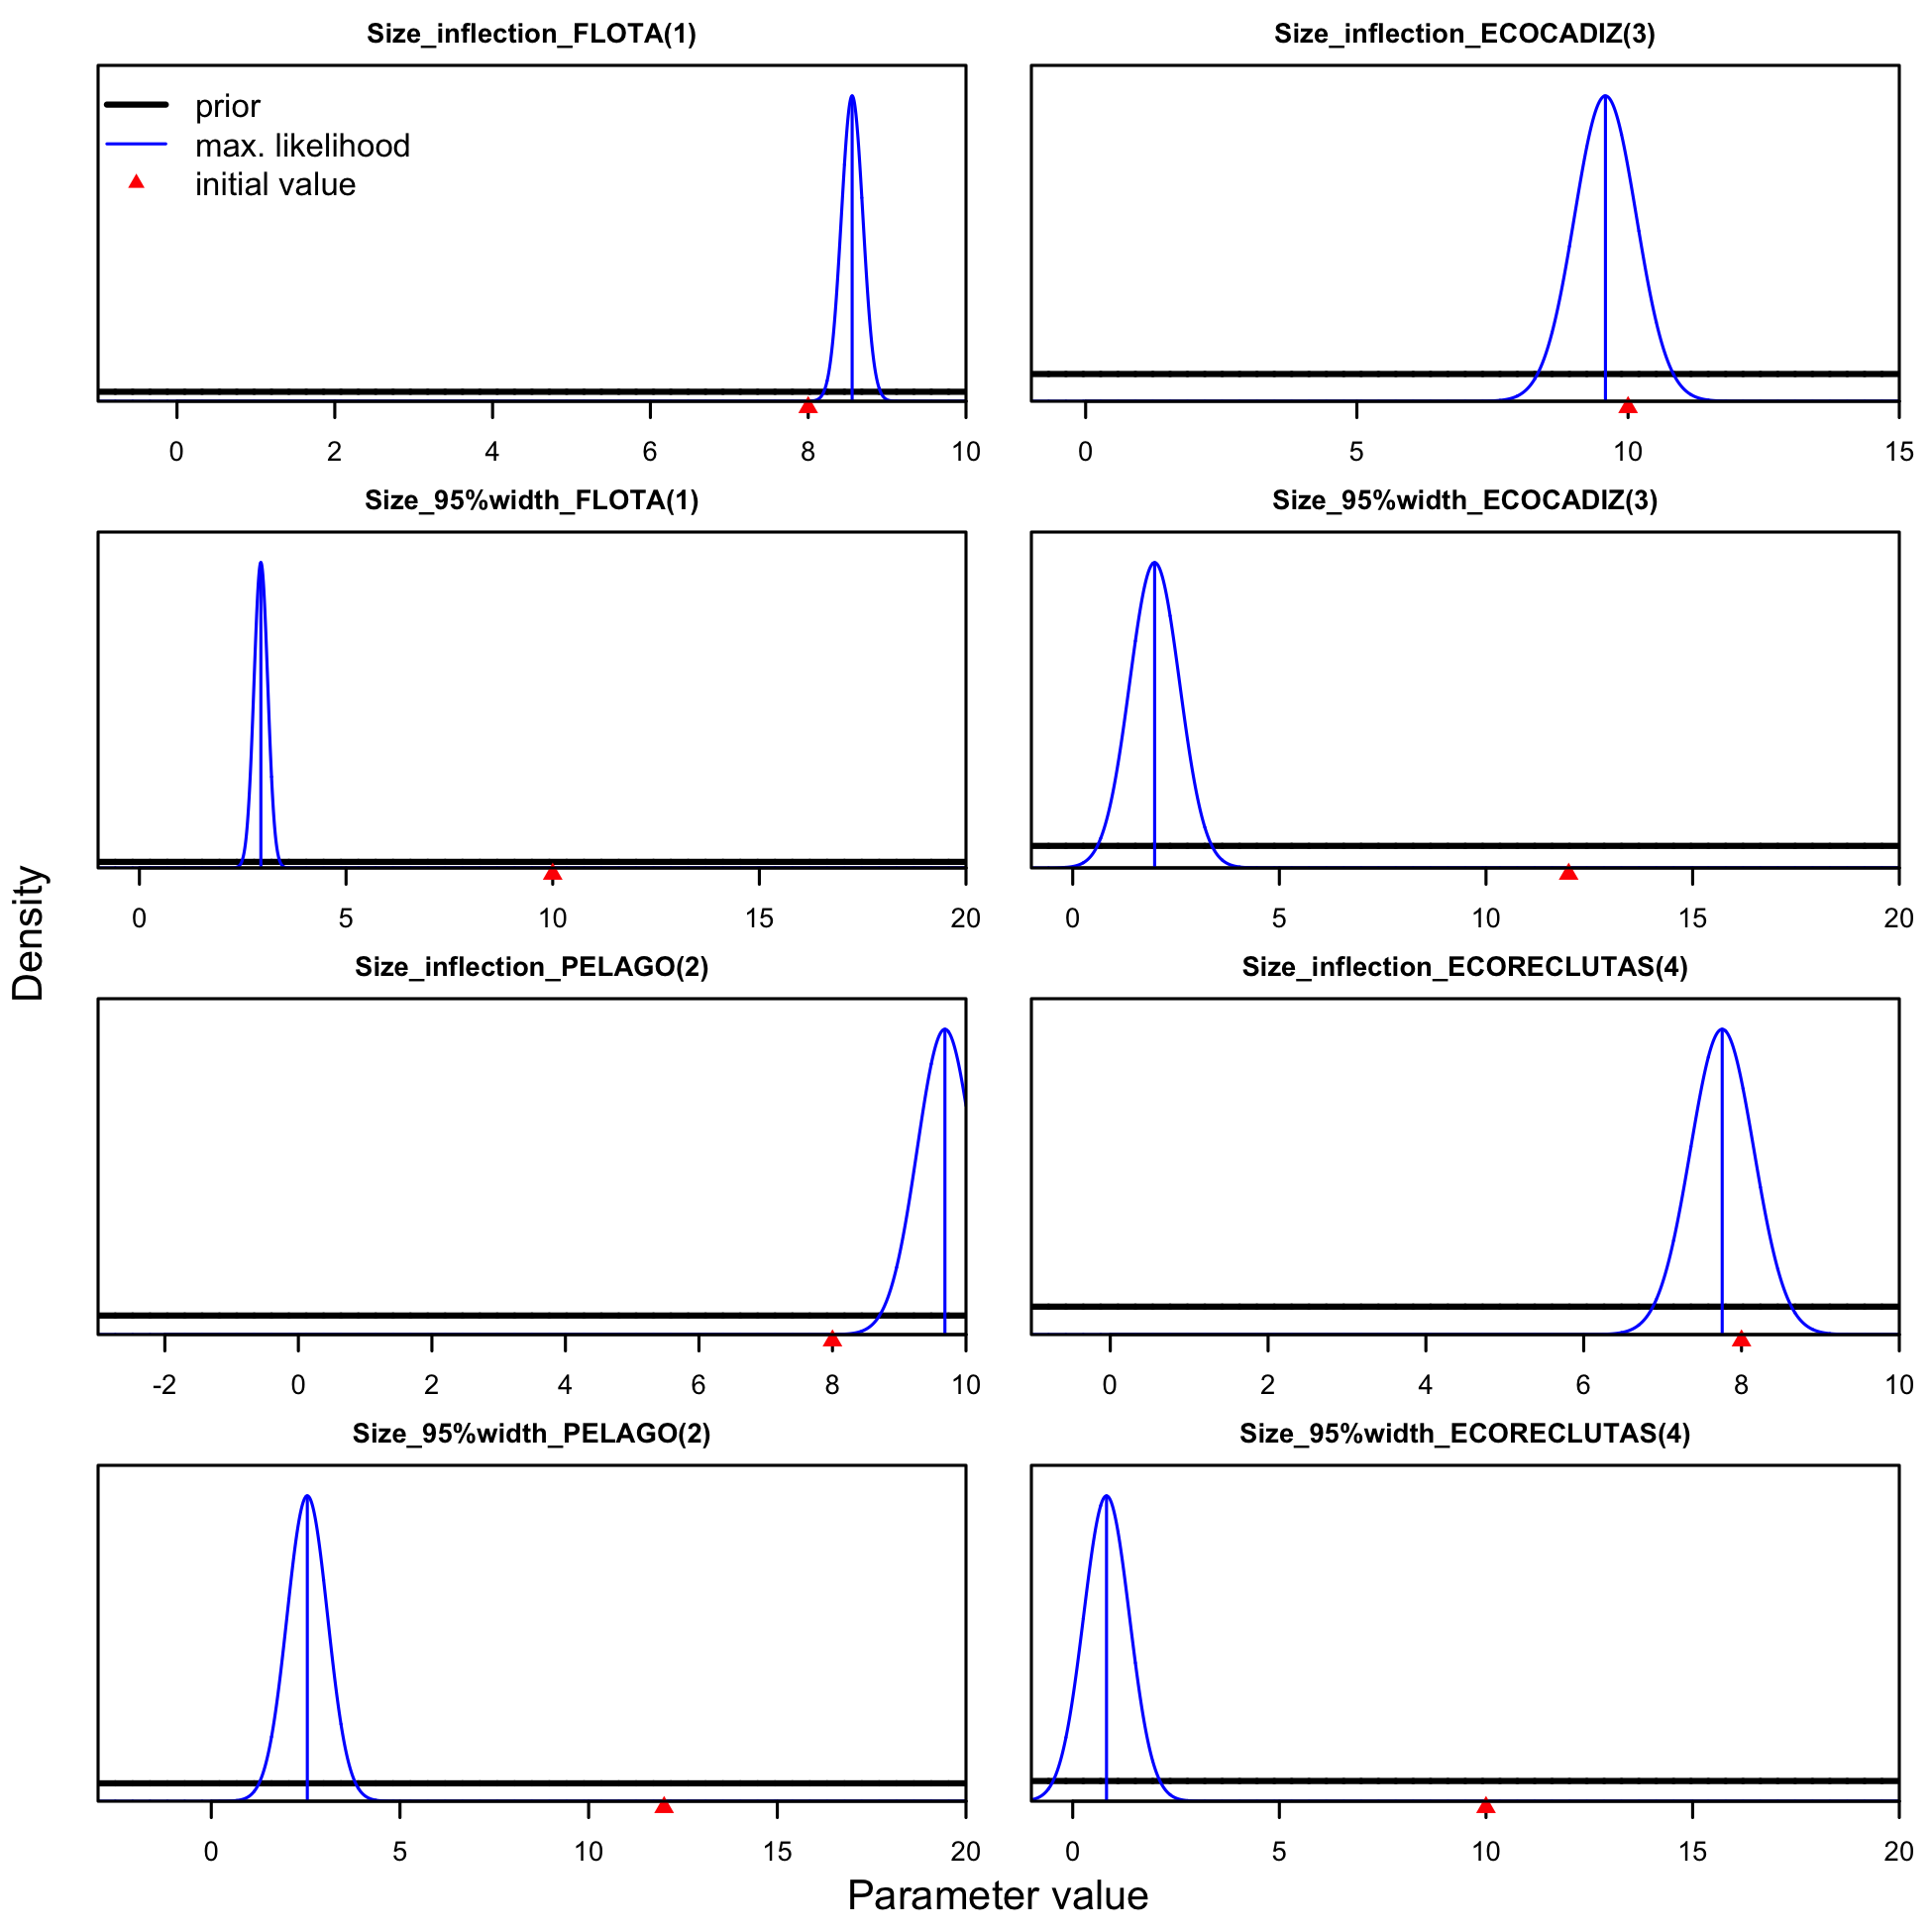 Size_inflection_FLOTA(1)
prior
max. likelihood
initial value
0 2 4 6 8 10
Size_inflection_ECOCADIZ(3)
0 5 10 15
Size_95%width_FLOTA(1)
0 5 10 15 20
Size_95%width_ECOCADIZ(3)
0 5 10 15 20
Size_inflection_PELAGO(2)
-2 0 2 4 6 8 10
Size_inflection_ECORECLUTAS(4)
0 2 4 6 8 10
Size_95%width_PELAGO(2)
0 5 10 15 20
Size_95%width_ECORECLUTAS(4)
0 5 10 15 20
Density
Parameter value